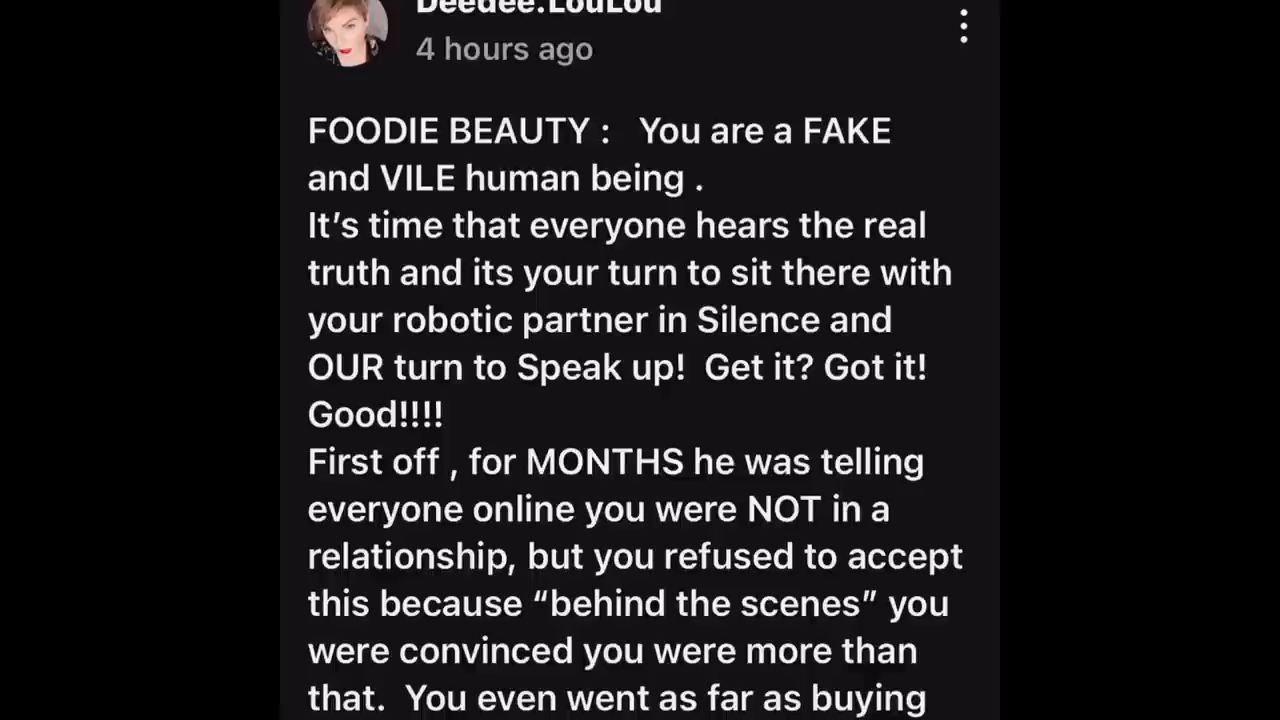 Deedee.LouLou
4 hours ago
FOODIE BEAUTY :   You are a FAKE
and VILE human being .
It’s time that everyone hears the real
truth and its your turn to sit there with
your robotic partner in Silence and
OUR turn to Speak up!  Get it? Got it!
Good!!!!
First off , for MONTHS he was telling
everyone online you were NOT in a
relationship, but you refused to accept
this because “behind the scenes” you
were convinced you were more than
that.  You even went as far as buying